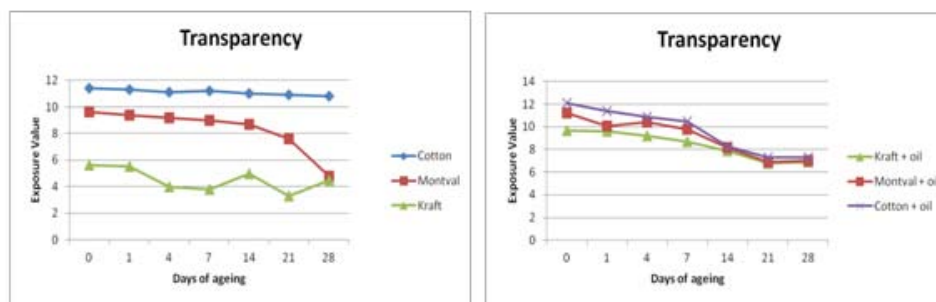 Transparency
12
10
8
6
4
2
0
Exposure Value
0 1 4 7 14 21 28
Days of ageing
Cotton
Montval
Kraft
Transparency
14
12
10
8
6
4
2
0
Exposure Value
0 1 4 7 14 21 28
Days of ageing
Kraft + oil
Montval + oil
Cotton + oil